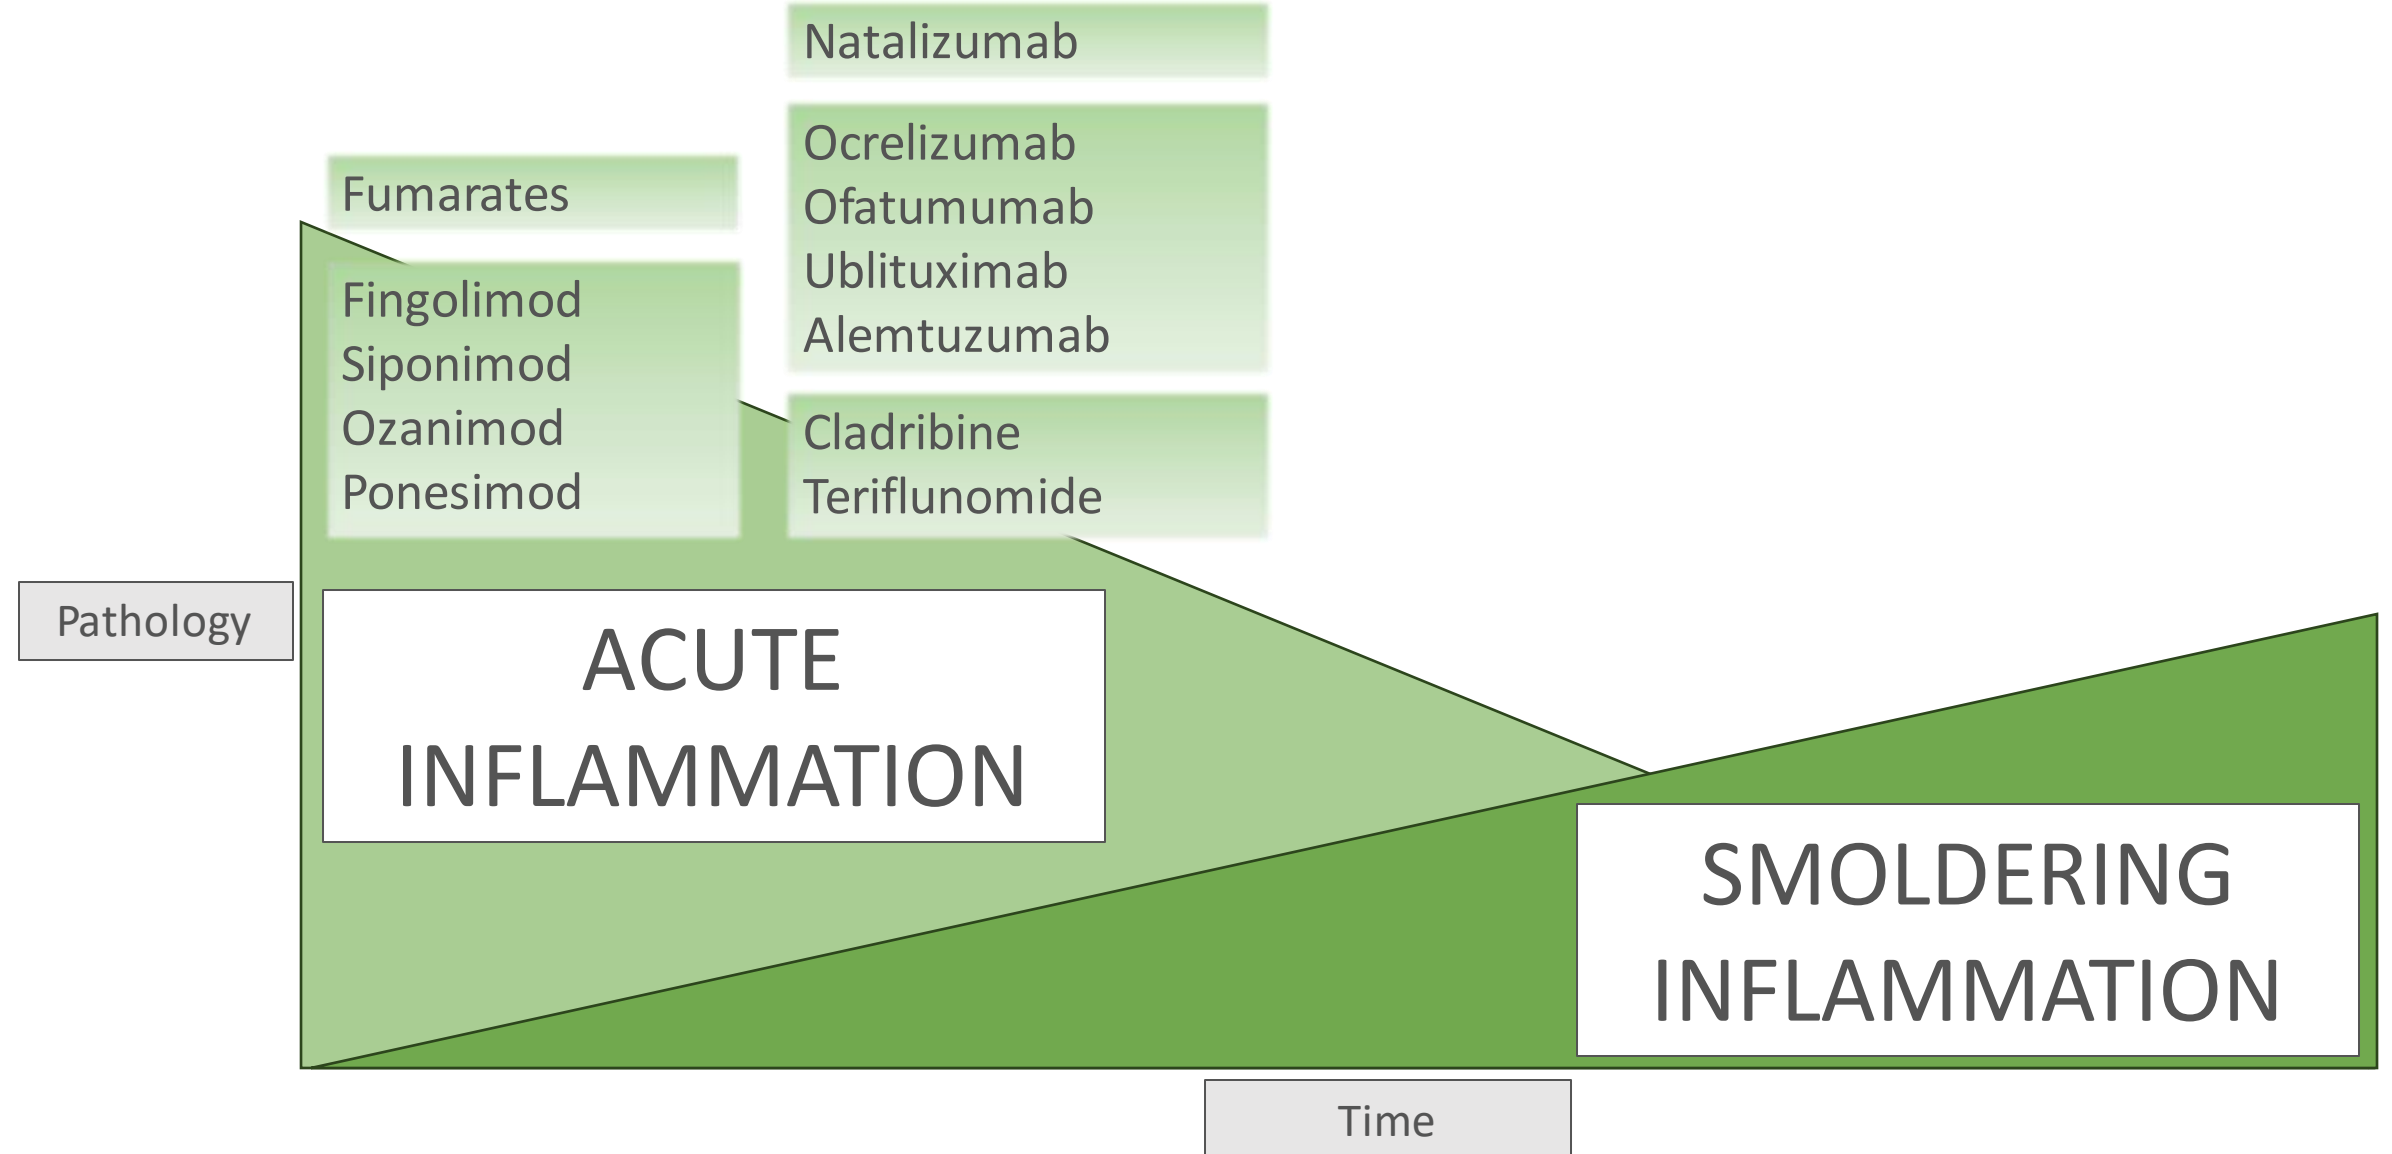 Natalizumab
Ocrelizumab
Ofatumumab
Ublituximab
Alemtuzumab
Fumarates
Fingolimod
Siponimod
Ozanimod
Ponesimod
Cladribine
Teriflunomide
Pathology
ACUTE
INFLAMMATION
SMOLDERING
INFLAMMATION
Time